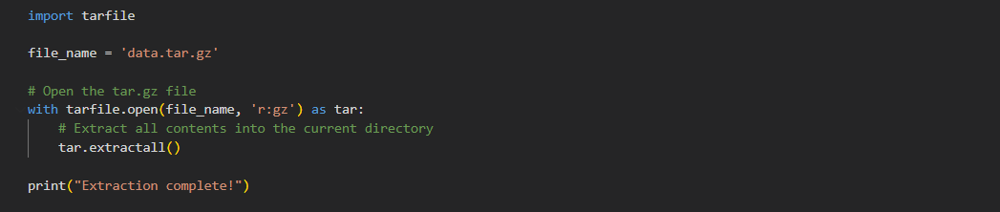 import tarfile
file_name = 'data.tar.gz'
# Open the tar.gz file
with tarfile.open(file_name, 'r:gz') as tar:
    # Extract all contents into the current directory
    tar.extractall()
print("Extraction complete!")